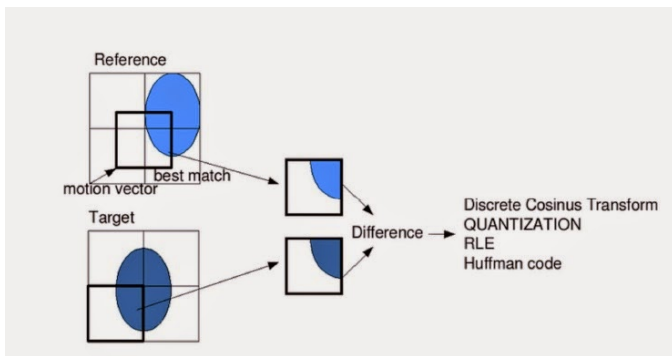 Reference
best match
motion vector
Target
Difference
Discrete Cosinus Transform
QUANTIZATION
RLE
Huffman code